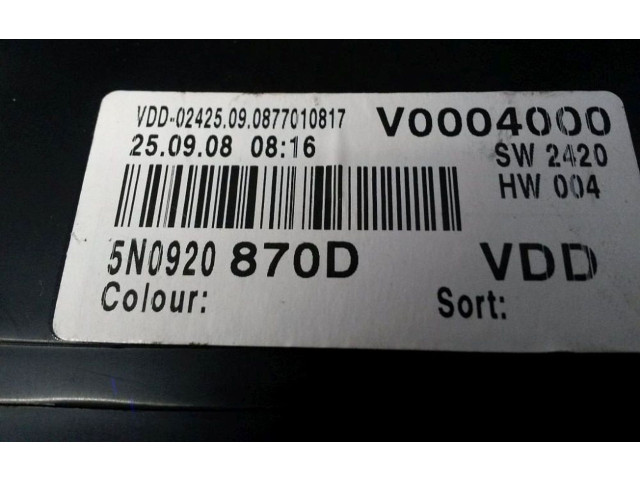 VDD-02425.09.0877010817 V0004000
25.09.08 08:16 SW 2420
HW 004
5N0920 870D VDD
Colour: Sort: